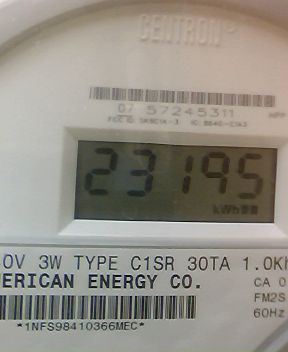 CENTRON®
07 57245311
23195
kWh
0V 3W TYPE C1SR 30TA 1.0Kh
ERICAN ENERGY CO.
CA 0
FM2S
60Hz
*1NFS98410366MEC*